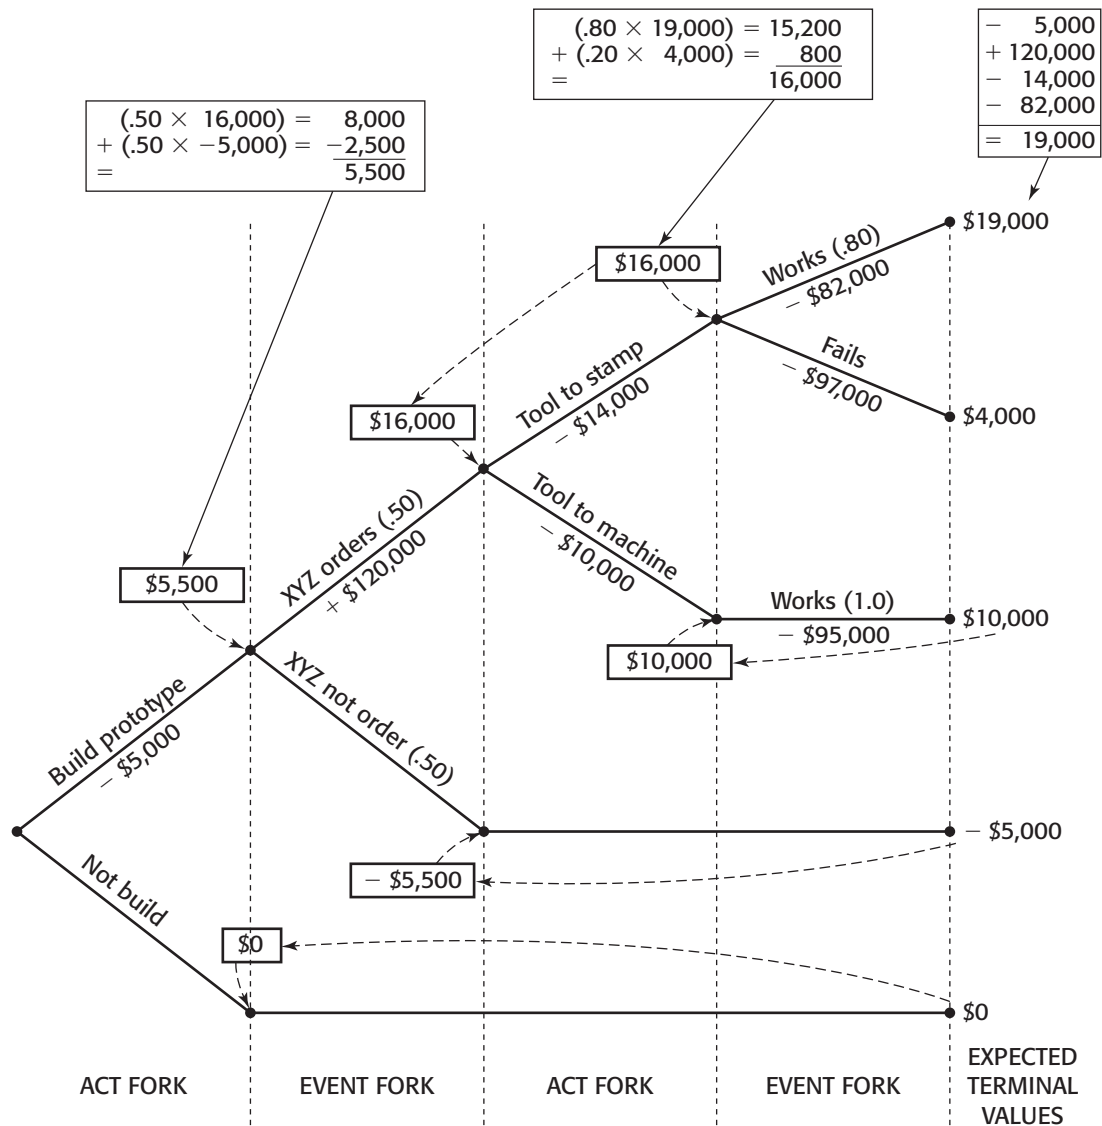 (.80 × 19,000) = 15,200
+ (.20 × 4,000) = 800
= 16,000
− 5,000
+ 120,000
− 14,000
− 82,000
= 19,000
(.50 × 16,000) = 8,000
+ (.50 × −5,000) = −2,500
= 5,500
$19,000
$16,000
Works (.80)
− $82,000
Fails
− $97,000
$4,000
$16,000
Tool to stamp
− $14,000
Tool to machine
− $10,000
XYZ orders (.50)
+ $120,000
$5,500
Works (1.0)
− $95,000
$10,000
$10,000
XYZ not order (.50)
Build prototype
− $5,000
− $5,000
− $5,500
Not build
$0
$0
ACT FORK
EVENT FORK
ACT FORK
EVENT FORK
EXPECTED
TERMINAL
VALUES